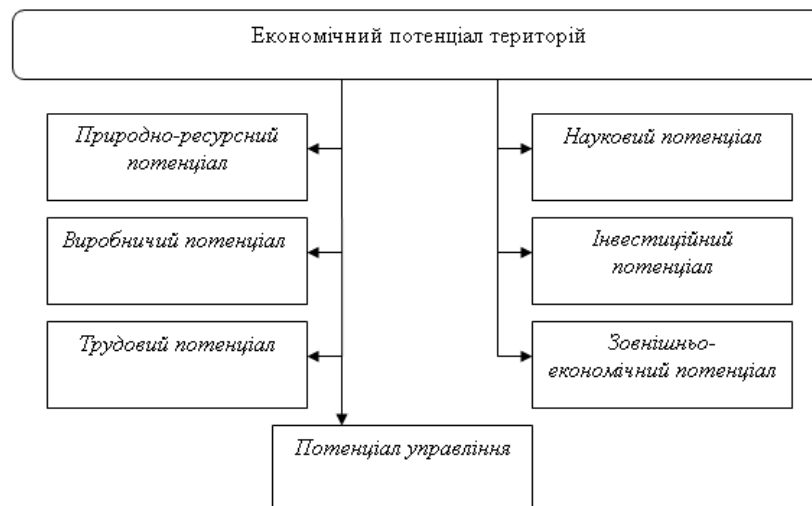 Економічний потенціал територій
Природно-ресурсний
потенціал
Виробничий потенціал
Трудовий потенціал
Науковий потенціал
Інвестиційний
потенціал
Зовнішньо-
економічний потенціал
Потенціал управління